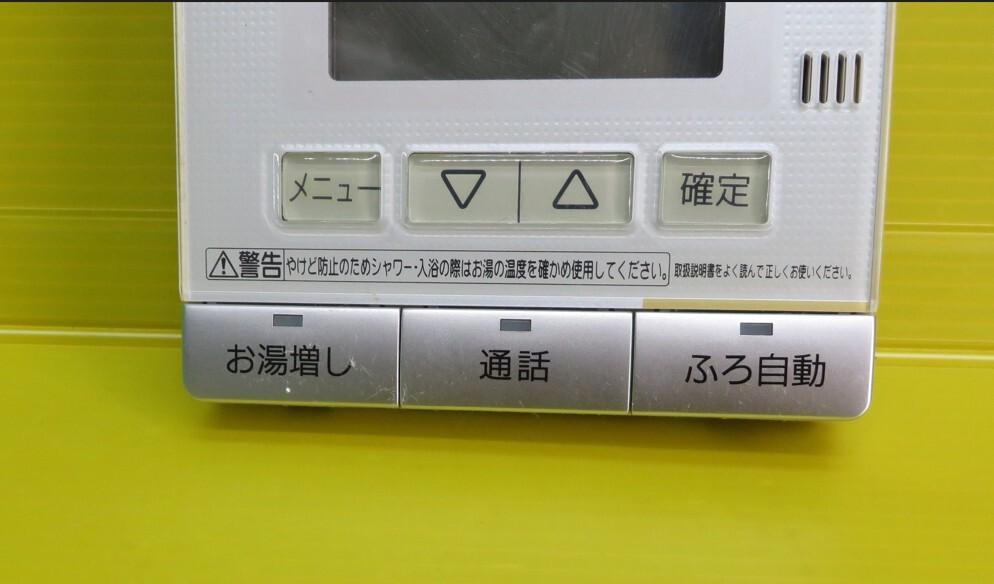 メニュー ▽ △ 確定
⚠警告 やけど防止のためシャワー・入浴の際はお湯の温度を確かめ使用してください。 取扱説明書をよく読んで正しくお使いください。
お湯増し 通話 ふろ自動